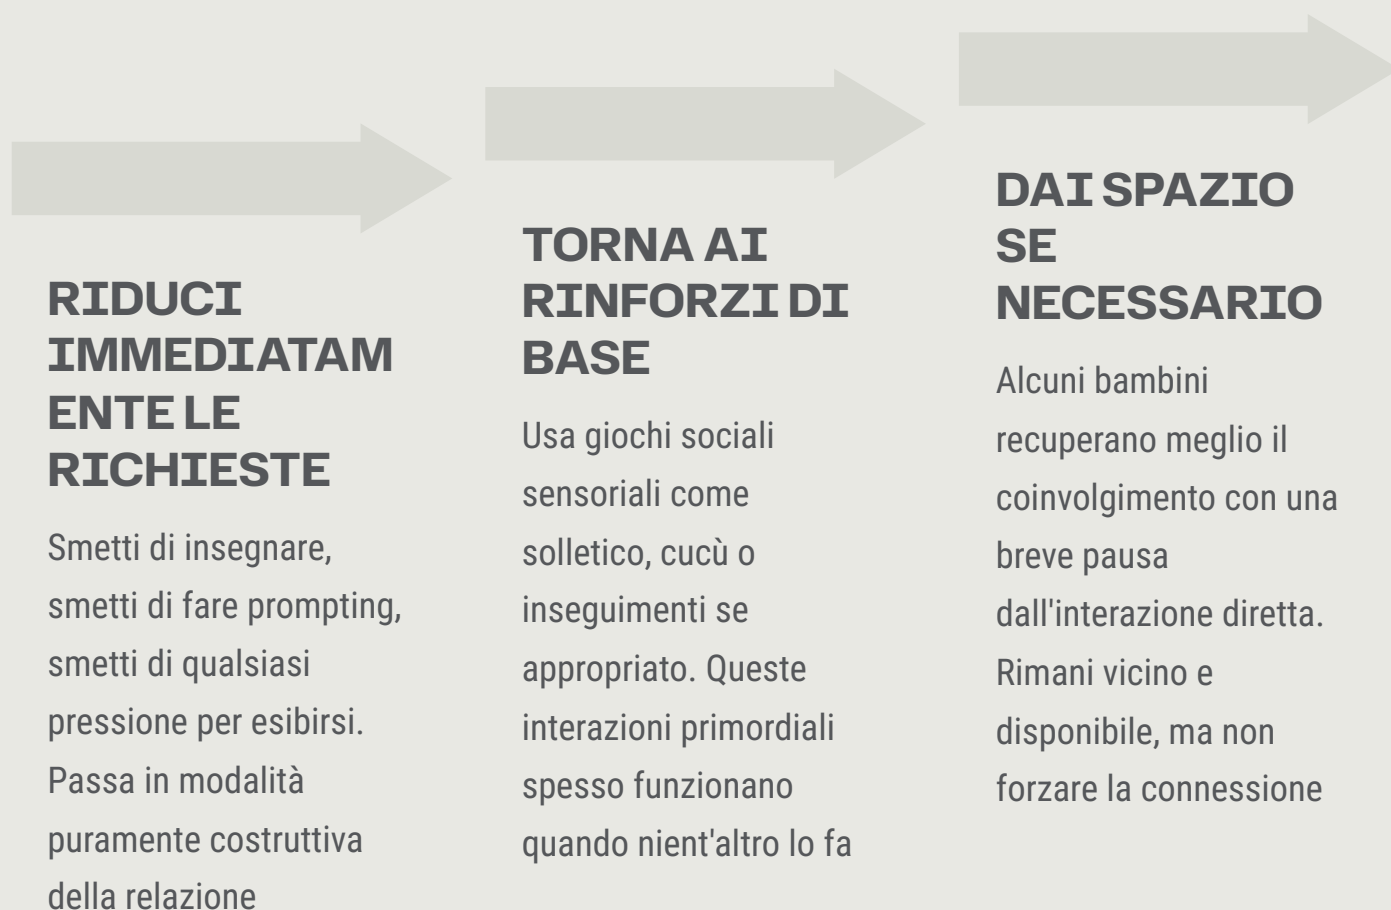 RIDUCI
IMMEDIATAM
ENTE LE
RICHIESTE
Smetti di insegnare,
smetti di fare prompting,
smetti di qualsiasi
pressione per esibirsi.
Passa in modalità
puramente costruttiva
della relazione
TORNA AI
RINFORZI DI
BASE
Usa giochi sociali
sensoriali come
solletico, cucù o
inseguimenti se
appropriato. Queste
interazioni primordiali
spesso funzionano
quando nient'altro lo fa
DAI SPAZIO
SE
NECESSARIO
Alcuni bambini
recuperano meglio il
coinvolgimento con una
breve pausa
dall'interazione diretta.
Rimani vicino e
disponibile, ma non
forzare la connessione